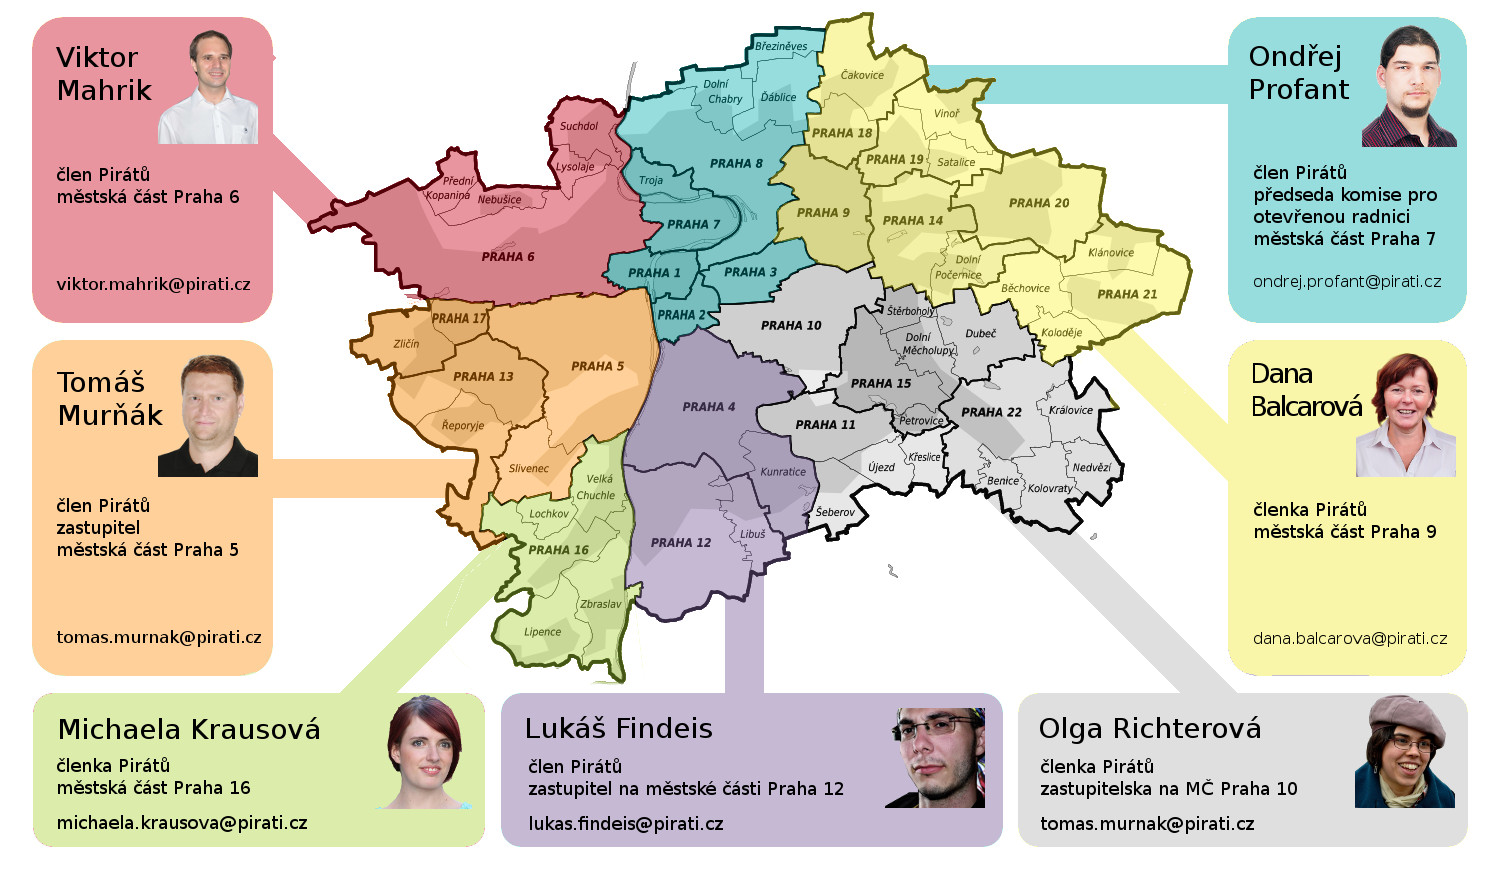 Viktor
Mahrik
člen Pirátů
městská část Praha 6
viktor.mahrik@pirati.cz
Tomáš
Murňák
člen Pirátů
zastupitel
městská část Praha 5
tomas.murnak@pirati.cz
Michaela Krausová
členka Pirátů
městská část Praha 16
michaela.krausova@pirati.cz
Lukáš Findeis
člen Pirátů
zastupitel na městské části Praha 12
lukas.findeis@pirati.cz
Olga Richterová
členka Pirátů
zastupitelska na MČ Praha 10
tomas.murnak@pirati.cz
Ondřej
Profant
člen Pirátů
předseda komise pro
otevřenou radnici
městská část Praha 7
ondrej.profant@pirati.cz
Dana
Balcarová
členka Pirátů
městská část Praha 9
dana.balcarova@pirati.cz
Březiněves
Čakovice
Dolní
Chabry
Ďáblice
Vinoř
Suchdol
PRAHA 18
Lysolaje
PRAHA 8
PRAHA 19
Satalice
Přední
Kopanina
Nebušice
Troja
PRAHA 20
PRAHA 9
PRAHA 14
PRAHA 7
PRAHA 6
Klánovice
Dolní
Počernice
PRAHA 1
PRAHA 3
Běchovice
PRAHA 21
PRAHA 2
PRAHA 17
PRAHA 10
Štěrboholy
Koloděje
Zličín
Dolní
Měcholupy
Dubeč
PRAHA 5
PRAHA 13
PRAHA 15
PRAHA 4
PRAHA 22
Královice
Řeporyje
PRAHA 11
Petrovice
Slivenec
Kunratice
Újezd
Křeslice
Nedvězí
Velká
Chuchle
Benice
Kolovraty
Lochkov
Šeberov
Libuš
PRAHA 12
PRAHA 16
Zbraslav
Lipence